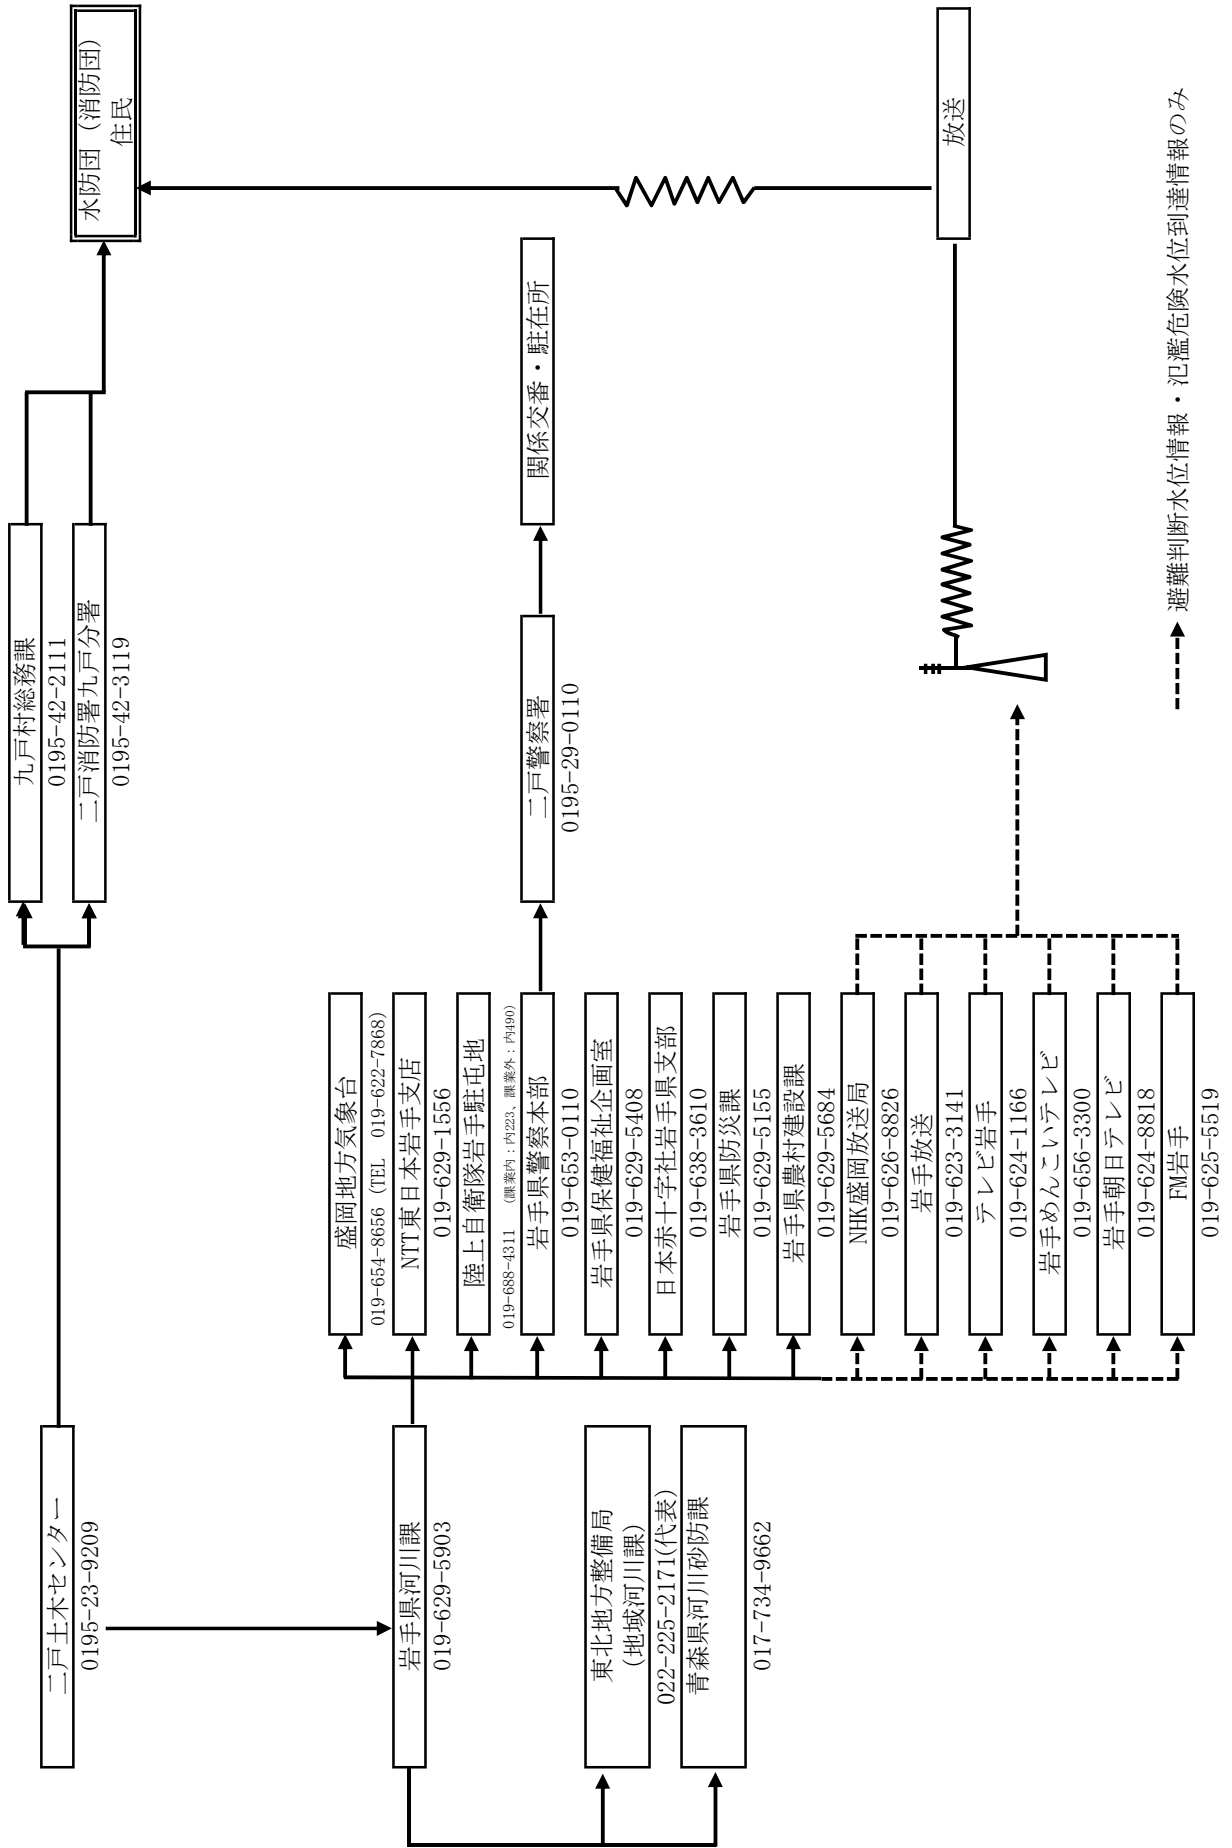 二戸土木センター
0195-23-9209
九戸村総務課
0195-42-2111
二戸消防署九戸分署
0195-42-3119
水防団（消防団）
住民
岩手県河川課
019-629-5903
東北地方整備局
(地域河川課)
022-225-2171(代表)
青森県河川砂防課
017-734-9662
盛岡地方気象台
019-654-8656 (TEL 019-622-7868)
NTT東日本岩手支店
019-629-1556
陸上自衛隊岩手駐屯地
019-688-4311 (課業内：内223、課業外：内490)
岩手県警察本部
019-653-0110
岩手県保健福祉企画室
019-629-5408
日本赤十字社岩手県支部
019-638-3610
岩手県防災課
019-629-5155
岩手県農村建設課
019-629-5684
NHK盛岡放送局
019-626-8826
岩手放送
019-623-3141
テレビ岩手
019-624-1166
岩手めんこいテレビ
019-656-3300
岩手朝日テレビ
019-624-8818
FM岩手
019-625-5519
二戸警察署
0195-29-0110
関係交番・駐在所
放送
避難判断水位情報・氾濫危険水位到達情報のみ